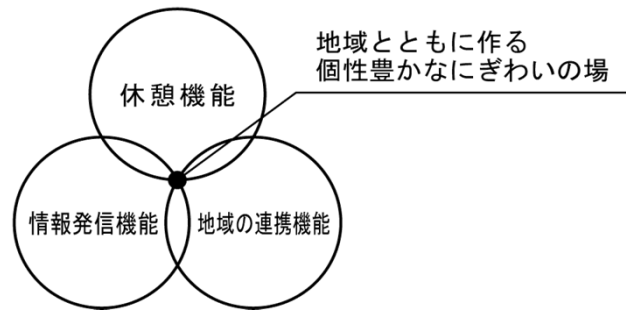 地域とともに作る
個性豊かなにぎわいの場
休憩機能
情報発信機能
地域の連携機能